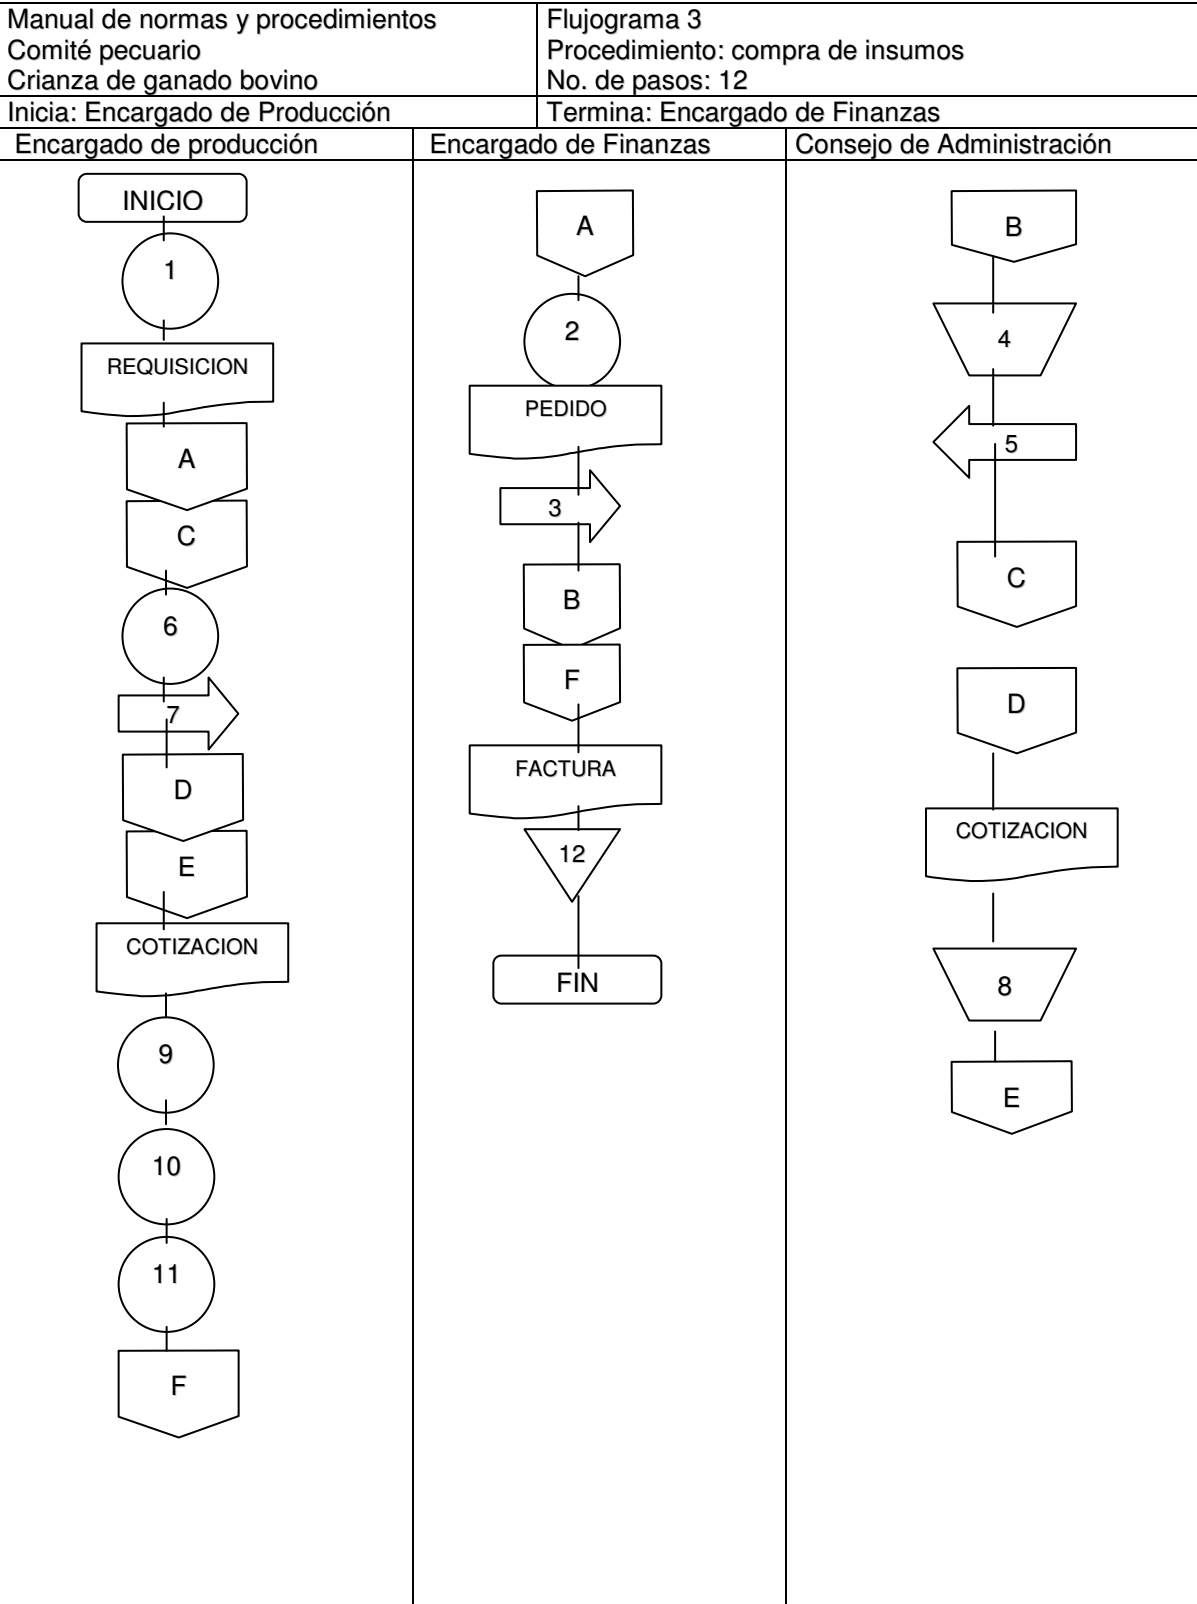 Manual de normas y procedimientos
Comité pecuario
Crianza de ganado bovino
Flujograma 3
Procedimiento: compra de insumos
No. de pasos: 12
Inicia: Encargado de Producción
Termina: Encargado de Finanzas
Encargado de producción
Encargado de Finanzas
Consejo de Administración
INICIO
1
REQUISICION
A
C
6
7
D
E
COTIZACION
9
10
11
F
A
2
PEDIDO
3
B
F
FACTURA
12
FIN
B
4
5
C
D
COTIZACION
8
E